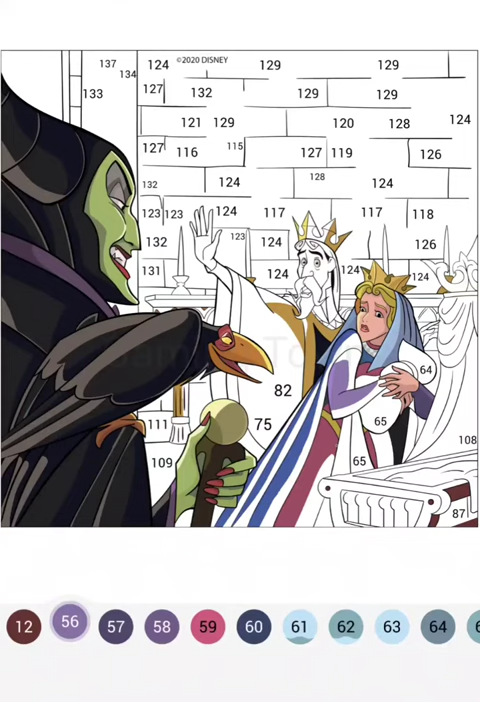 137 124 ©2020 DISNEY 129 129
134
133 127 132 129 129
121 129 120 128 124
127 116 115 127 119 126
132 124 128 124
123 123 124 117 117 118
132 123 124 126
131 124 124 124
64
82
111 75 65
109 65 108
87
12 56 57 58 59 60 61 62 63 64